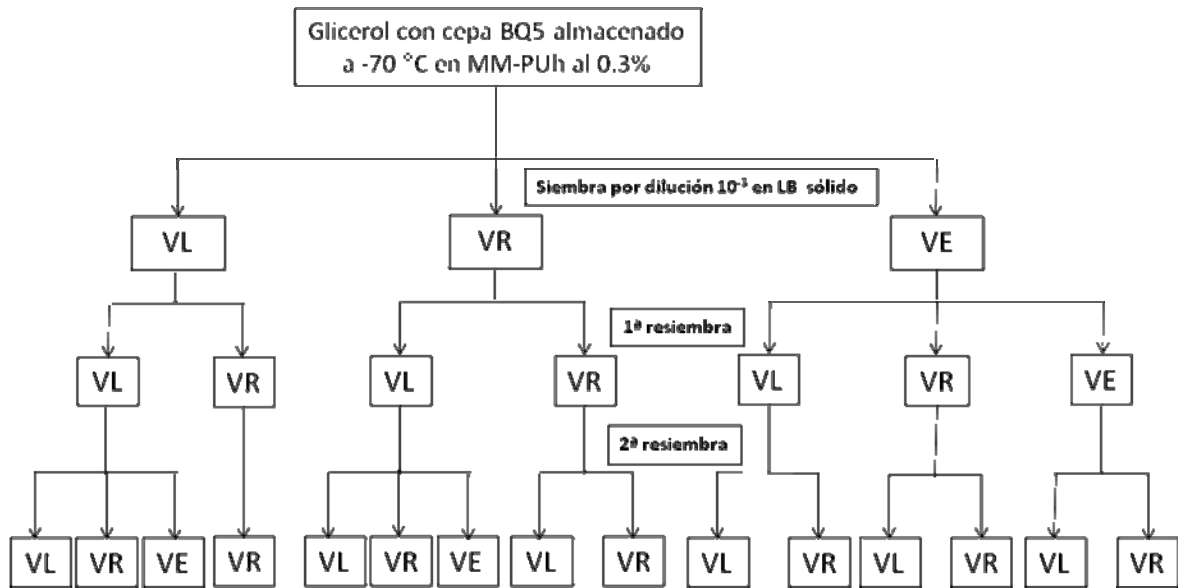 Glicerol con cepa BQ5 almacenado
a -70 °C en MM-PUh al 0.3%
Siembra por dilución 10⁻³ en LB sólido
VL VR VE
1ª resiembra
VL VR VL VR VL VR VE
2ª resiembra
VL VR VE VR VL VR VE VL VR VL VR VL VR VL VR